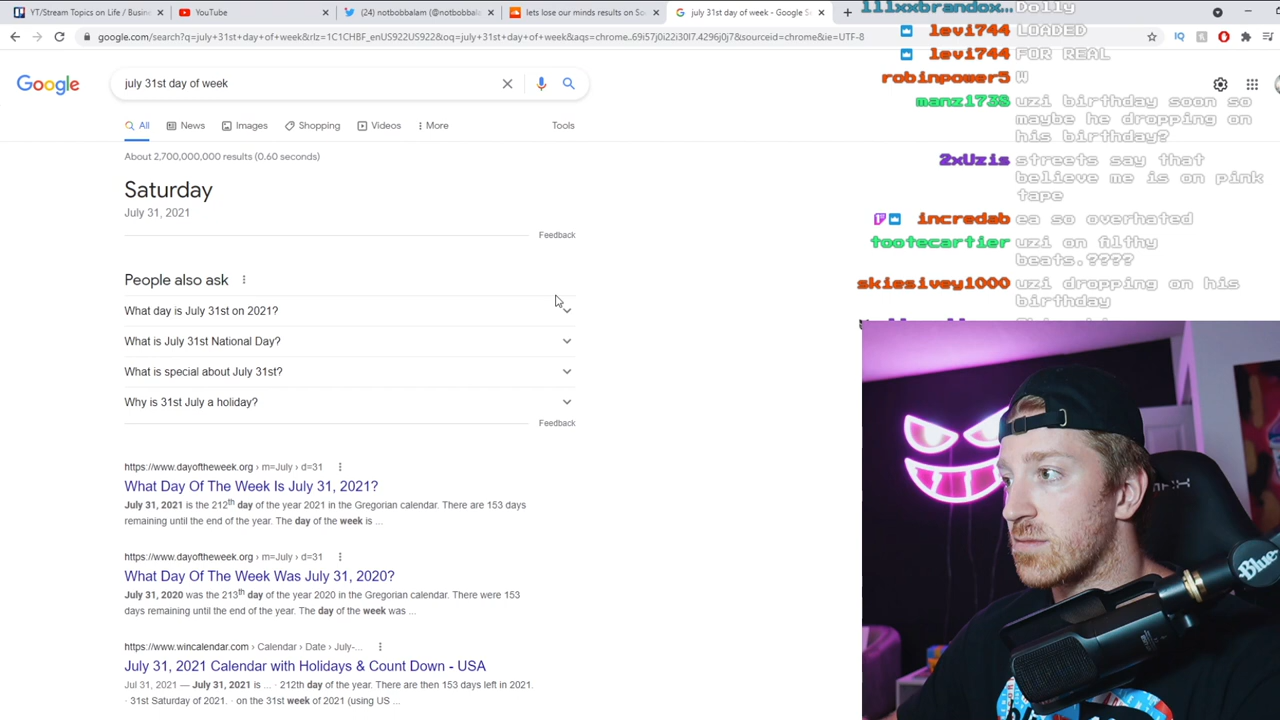 YT/Stream Topics on Life / Busine
YouTube
(24) notbobbalam (@notbobbalam
lets lose our minds results on So
july 31st day of week - Google S
google.com/search?q=july+31st+day+of+week&rlz=1C1CHBF_enUS922US922&oq=july+31st+day+of+week&aqs=chrome..69i57j0i22i30l7.4296j0j7&sourceid=chrome&ie=UTF-8
Google
july 31st day of week
All
News
Images
Shopping
Videos
More
Tools
About 2,700,000,000 results (0.60 seconds)
Saturday
July 31, 2021
Feedback
People also ask
What day is July 31st on 2021?
What is July 31st National Day?
What is special about July 31st?
Why is 31st July a holiday?
Feedback
https://www.dayoftheweek.org › m=July › d=31
What Day Of The Week Is July 31, 2021?
July 31, 2021 is the 212th day of the year 2021 in the Gregorian calendar. There are 153 days
remaining until the end of the year. The day of the week is ...
https://www.dayoftheweek.org › m=July › d=31
What Day Of The Week Was July 31, 2020?
July 31, 2020 was the 213th day of the year 2020 in the Gregorian calendar. There were 153
days remaining until the end of the year. The day of the week was ...
https://www.wincalendar.com › Calendar › Date › July-...
July 31, 2021 Calendar with Holidays & Count Down - USA
Jul 31, 2021 — July 31, 2021 is ... · 212th day of the year. There are then 153 days left in 2021.
· 31st Saturday of 2021. · on the 31st week of 2021 (using US ...
lllxxbrandox... Dolly
levi744 LOADED
levi744 FOR REAL
robinpower5 W
manz1738 uzi birthday soon so
maybe he dropping on
his birthday?
2xUzis streets say that
believe me is on pink
tape
incredab ea so overhated
footecartier uzi on filthy
beats.????
skiesivey1000 uzi dropping on his
birthday
Blue